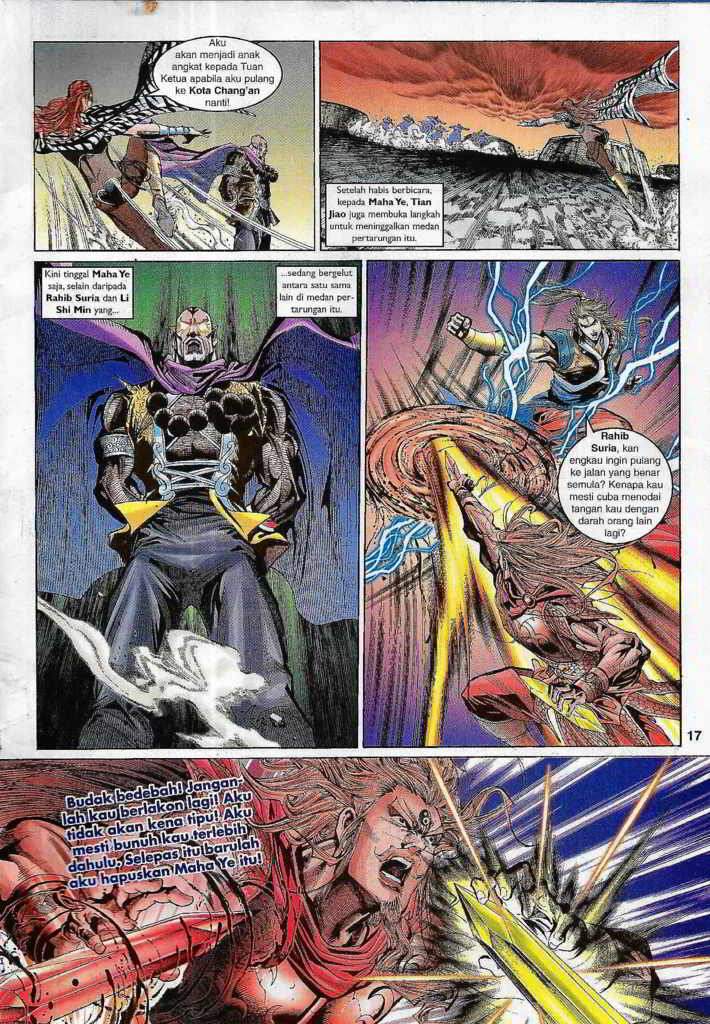 Aku
akan menjadi anak
angkat kepada Tuan
Ketua apabila aku pulang
ke Kota Chang'an
nanti!
Setelah habis berbicara,
kepada Maha Ye, Tian
Jiao juga membuka langkah
untuk meninggalkan medan
pertarungan itu.
Kini tinggal Maha Ye
saja, selain daripada
Rahib Suria dan Li
Shi Min yang...
...sedang bergelut
antara satu sama
lain di medan per-
tarungan itu.
Rahib
Suria, kan
engkau ingin pulang
ke jalan yang benar
semula? Kenapa kau
mesti cuba menodai
tangan kau dengan
darah orang lain
lagi?
17
Budak bedebah! Jangan
lah kau berlakon lagi! Aku
tidak akan kena tipu! Aku
mesti bunuh kau terlebih
dahulu, Selepas itu barulah
aku hapuskan Maha Ye itu!